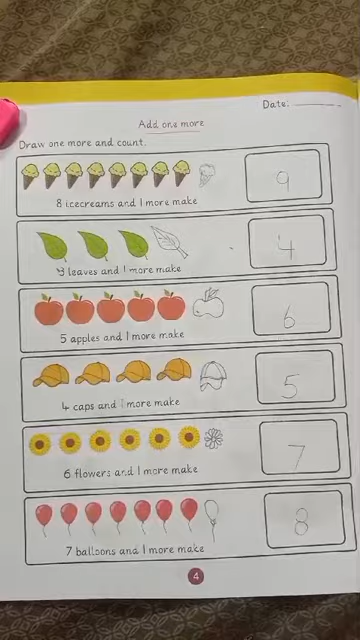 Date:
Add one more
Draw one more and count.
8 icecreams and 1 more make
9
3 leaves and 1 more make
4
5 apples and 1 more make
6
4 caps and 1 more make
5
6 flowers and 1 more make
7
7 balloons and 1 more make
8
4